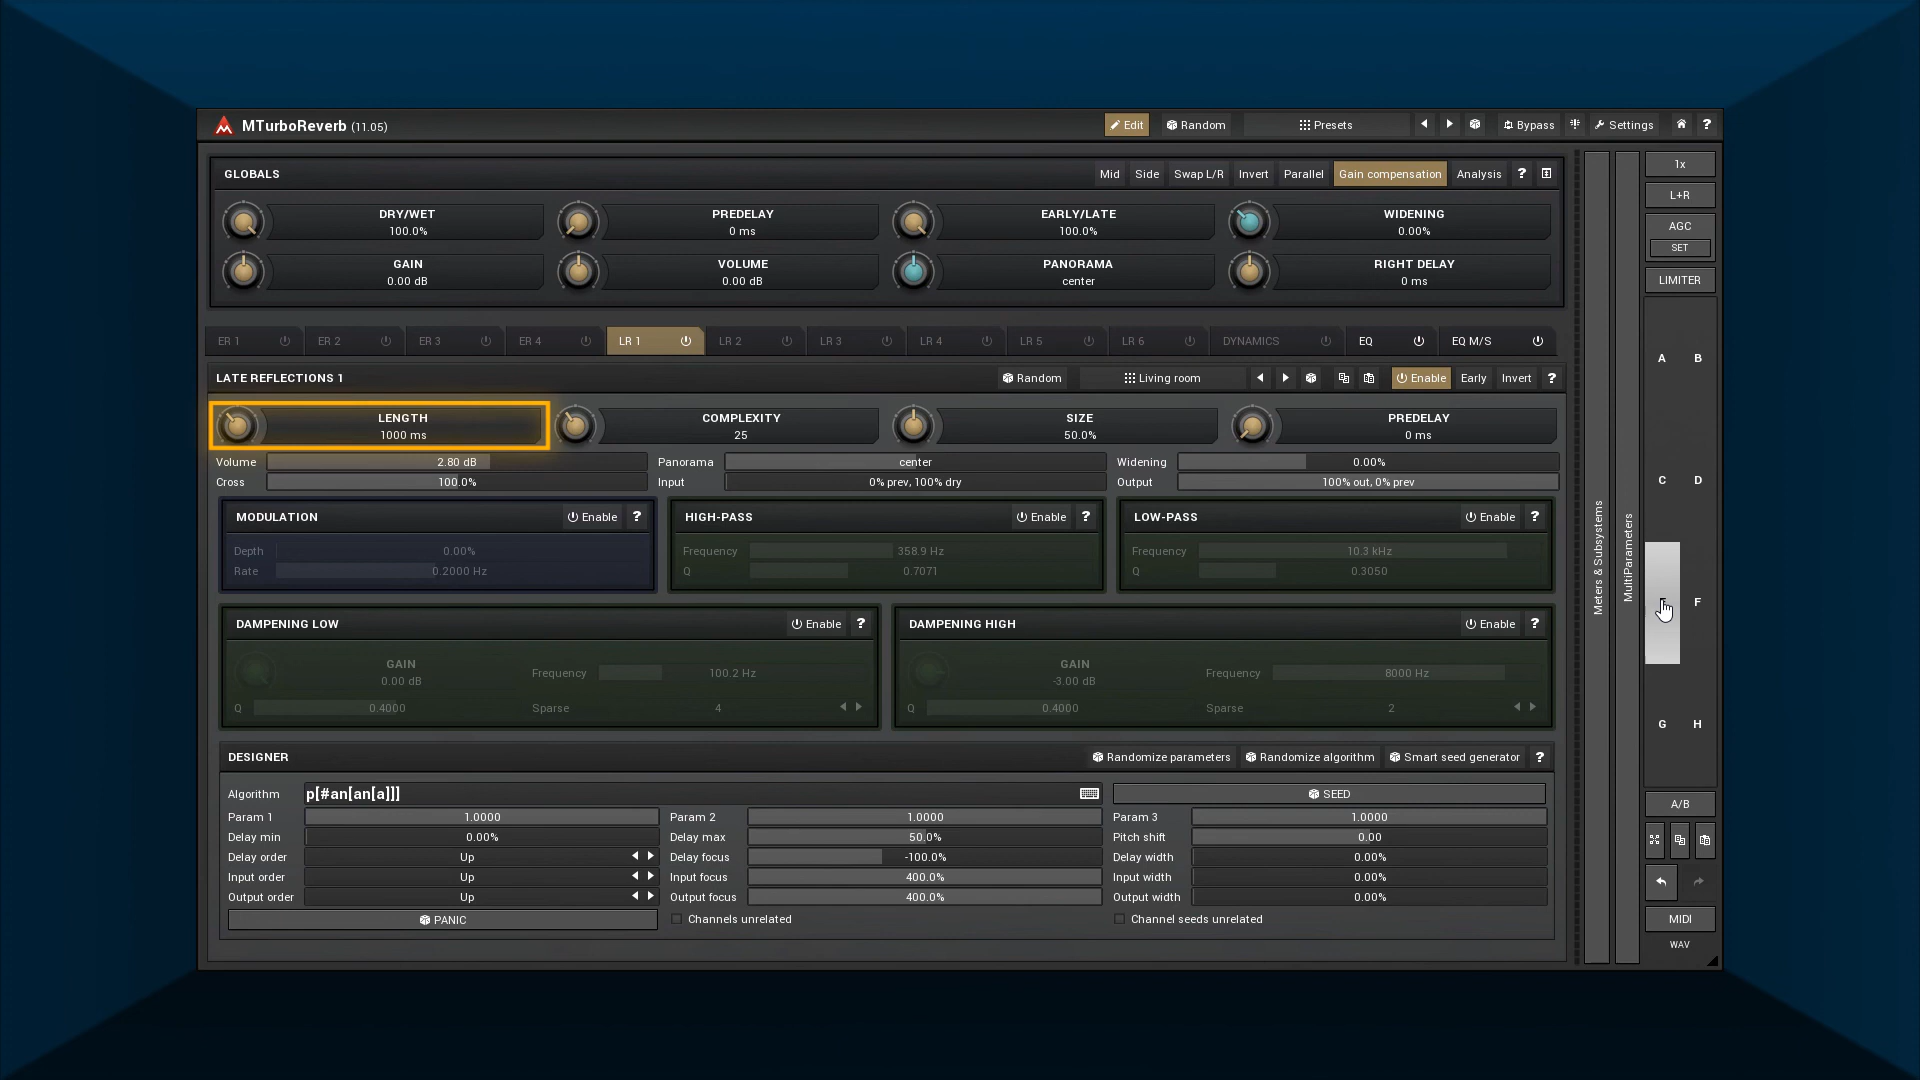 MTurboReverb (11.05) Edit Random Presets Bypass Settings ?
GLOBALS Mid Side Swap L/R Invert Parallel Gain compensation Analysis ?
DRY/WET PREDELAY EARLY/LATE WIDENING
100.0% 0 ms 100.0% 0.00%
GAIN VOLUME PANORAMA RIGHT DELAY
0.00 dB 0.00 dB center 0 ms
ER 1 ER 2 ER 3 ER 4 LR 1 LR 2 LR 3 LR 4 LR 5 LR 6 DYNAMICS EQ EQ M/S
LATE REFLECTIONS 1 Random Living room Enable Early Invert ?
LENGTH COMPLEXITY SIZE PREDELAY
1000 ms 25 50.0% 0 ms
Volume 2.80 dB Panorama center Widening 0.00%
Cross 100.0% Input 0% prev, 100% dry Output 100% out, 0% prev
MODULATION Enable ? HIGH-PASS Enable ? LOW-PASS Enable ?
Depth 0.00% Frequency 358.9 Hz Frequency 10.3 kHz
Rate 0.2000 Hz Q 0.7071 Q 0.3050
DAMPENING LOW Enable ? DAMPENING HIGH Enable ?
GAIN GAIN
0.00 dB Frequency 100.2 Hz -3.00 dB Frequency 8000 Hz
Q 0.4000 Sparse 4 Q 0.4000 Sparse 2
DESIGNER Randomize parameters Randomize algorithm Smart seed generator ?
Algorithm p[#an[an[a]]] SEED
Param 1 1.0000 Param 2 1.0000 Param 3 1.0000
Delay min 0.00% Delay max 50.0% Pitch shift 0.00
Delay order Up Delay focus -100.0% Delay width 0.00%
Input order Up Input focus 400.0% Input width 0.00%
Output order Up Output focus 400.0% Output width 0.00%
PANIC Channels unrelated Channel seeds unrelated
Meters & Subsystems
MultiParameters
1x
L+R
AGC
SET
LIMITER
A B
C D
F
G H
A/B
MIDI
WAV